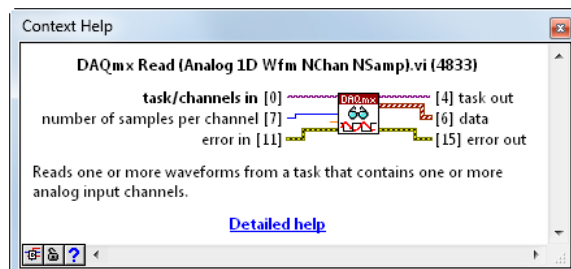 Context Help
DAQmx Read (Analog 1D Wfm NChan NSamp).vi (4833)
task/channels in [0]
DAQmx
[4] task out
number of samples per channel [7]
[6] data
error in [11]
[15] error out
Reads one or more waveforms from a task that contains one or more
analog input channels.
Detailed help
?